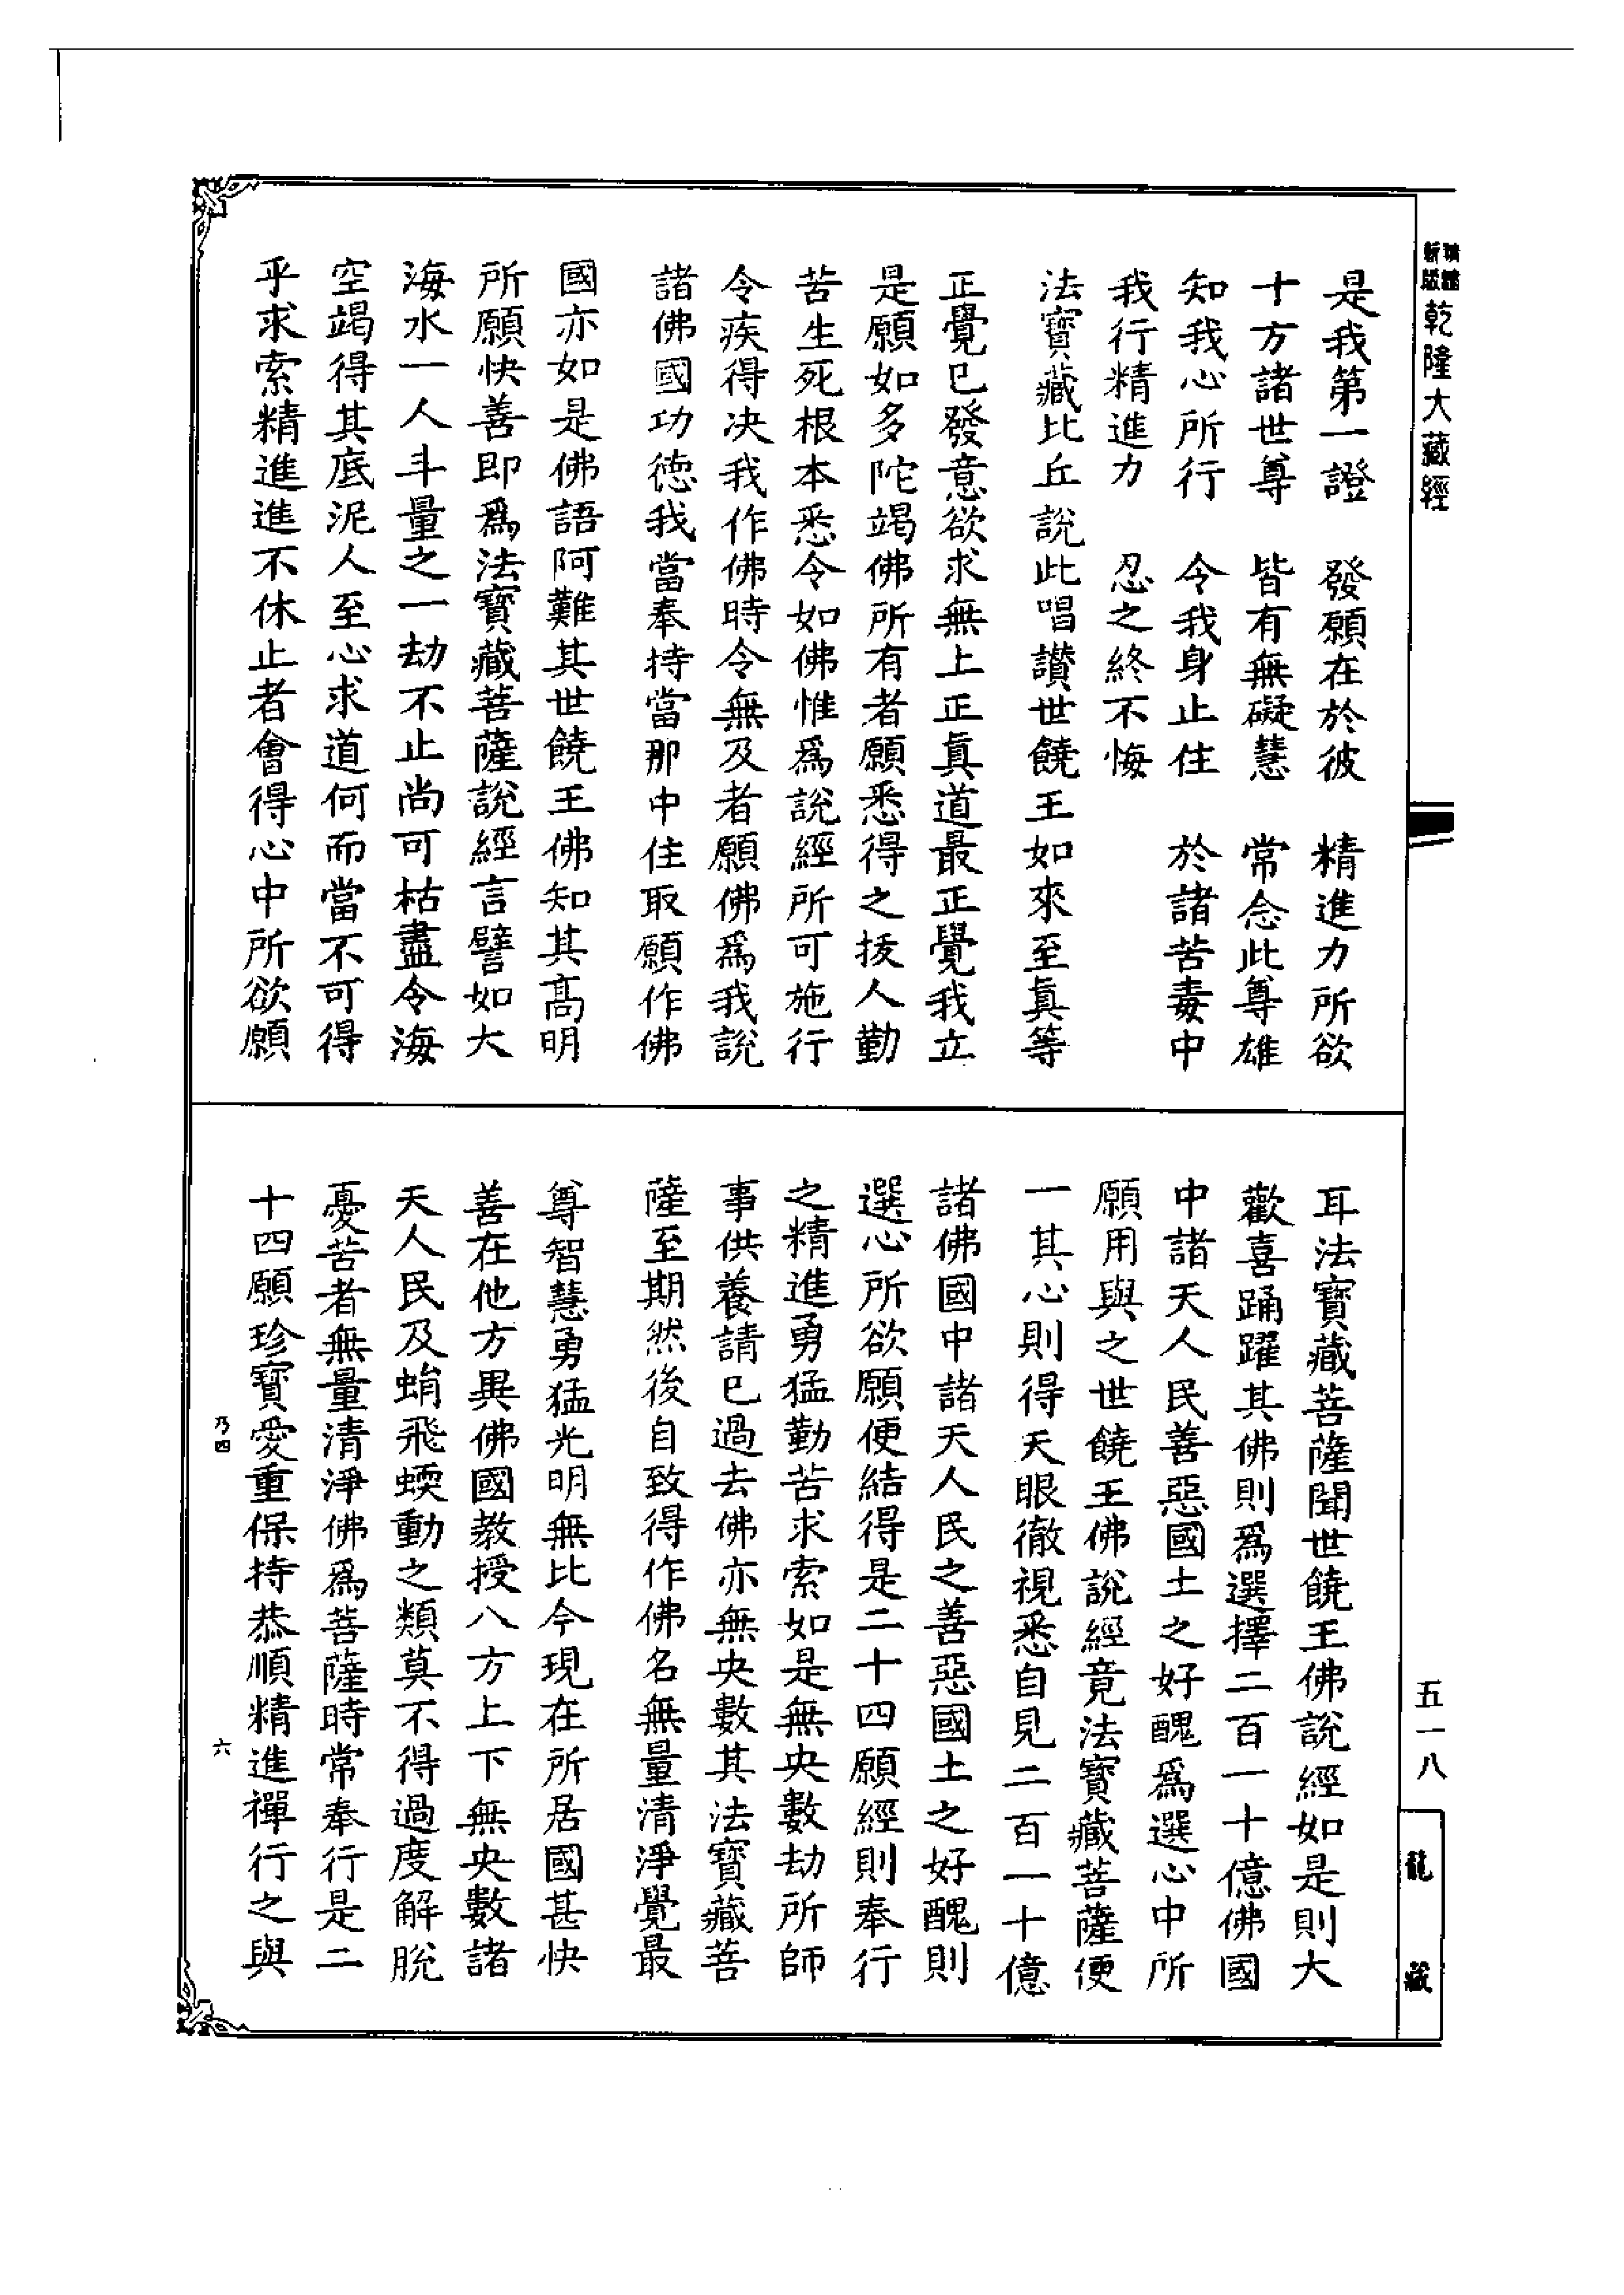 乾隆大藏經
是我第一證　發願在於彼　精進力所欲
十方諸世尊　皆有無礙慧　常念此尊雄
知我心所行　令我身止住　於諸苦毒中
我行精進力　忍之終不悔
法寶藏比丘說此唱讚世饒王如來至真等
正覺已發意欲求無上正真道最正覺我立
是願如多陀竭佛所有者願悉得之拔人勤
苦生死根本悉令如佛惟爲說經所可施行
令疾得決我作佛時令無及者願佛爲我說
諸佛國功德我當奉持當那中住取願作佛
國亦如是佛語阿難其世饒王佛知其高明
所願快善即爲法寶藏菩薩說經言譬如大
海水一人斗量之一劫不止尚可枯盡令海
空竭得其底泥人至心求道何而當不可得
乎求索精進進不休止者會得心中所欲願
耳法寶藏菩薩聞世饒王佛說經如是則大
歡喜踊躍其佛則爲選擇二百一十億佛國
中諸天人民善惡國土之好醜爲選心中所
願用與之世饒王佛說經竟法寶藏菩薩便
一其心則得天眼徹視悉自見二百一十億
諸佛國中諸天人民之善惡國土之好醜則
選心所欲願便結得是二十四願經則奉行
之精進勇猛勤苦求索如是無央數劫所師
事供養請已過去佛亦無央數其法寶藏菩
薩至期然後自致得作佛名無量清淨覺最
尊智慧勇猛光明無比今現在所居國甚快
善在他方異佛國教授八方上下無央數諸
天人民及蜎飛蝡動之類莫不得過度解脫
憂苦者無量清淨佛爲菩薩時常奉行是二
十四願珍寶愛重保持恭順精進禪行之與
乃四
六
五一八
龍藏